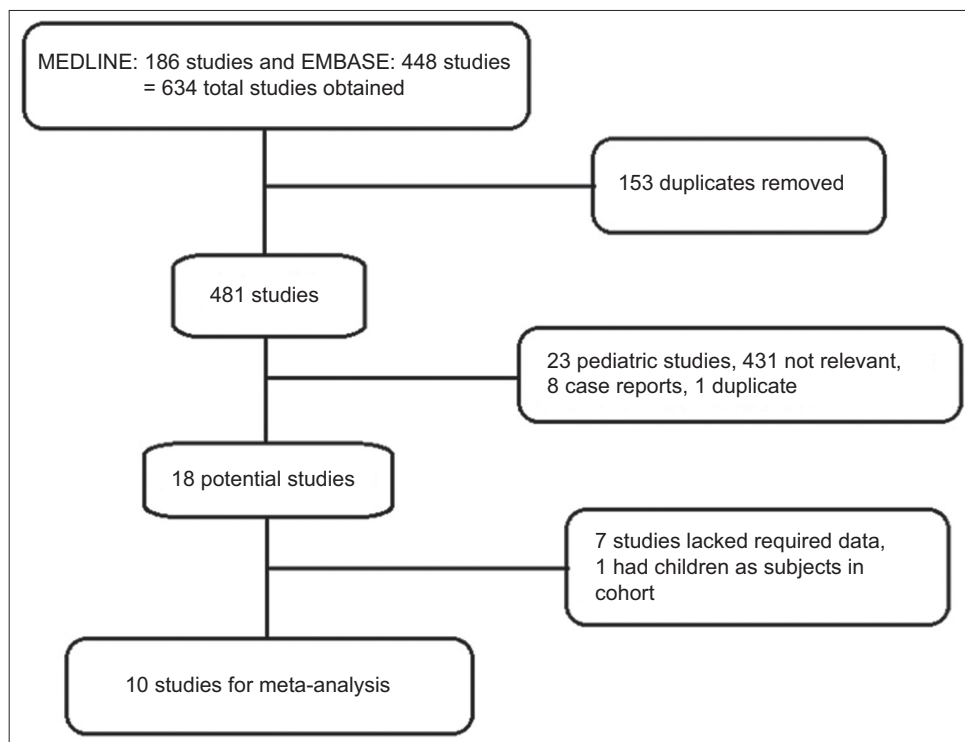 MEDLINE: 186 studies and EMBASE: 448 studies
= 634 total studies obtained
153 duplicates removed
481 studies
23 pediatric studies, 431 not relevant,
8 case reports, 1 duplicate
18 potential studies
7 studies lacked required data,
1 had children as subjects in
cohort
10 studies for meta-analysis